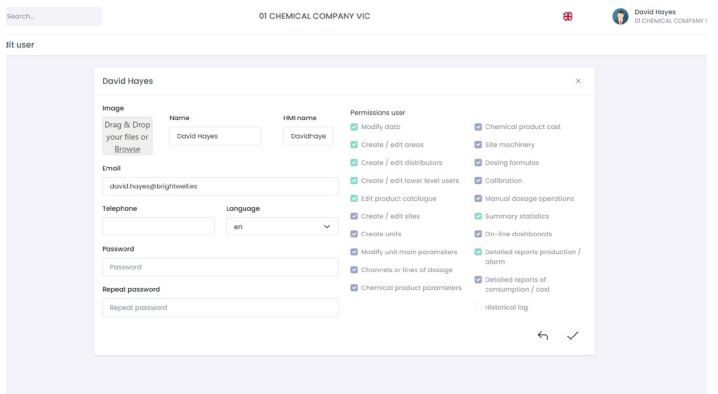 Search...
01 CHEMICAL COMPANY VIC
David Hayes
01 CHEMICAL COMPANY V
dit user
David Hayes
×
Image
Drag & Drop
your files or
Browse
Name
David Hayes
HMI name
Davidhaye
Email
david.hayes@brightwell.es
Telephone
Language
en
Password
Password
Repeat password
Repeat password
Permissions user
Modify data
Create / edit areas
Create / edit distributors
Create / edit lower level users
Edit product catalogue
Create / edit sites
Create units
Modify unit main parameters
Channels or lines of dosage
Chemical product parameters
Chemical product cost
Site machinery
Dosing formulas
Calibration
Manual dosage operations
Summary statistics
On-line dashboards
Detailed reports production /
alarm
Detailed reports of
consumption / cost
Historical log